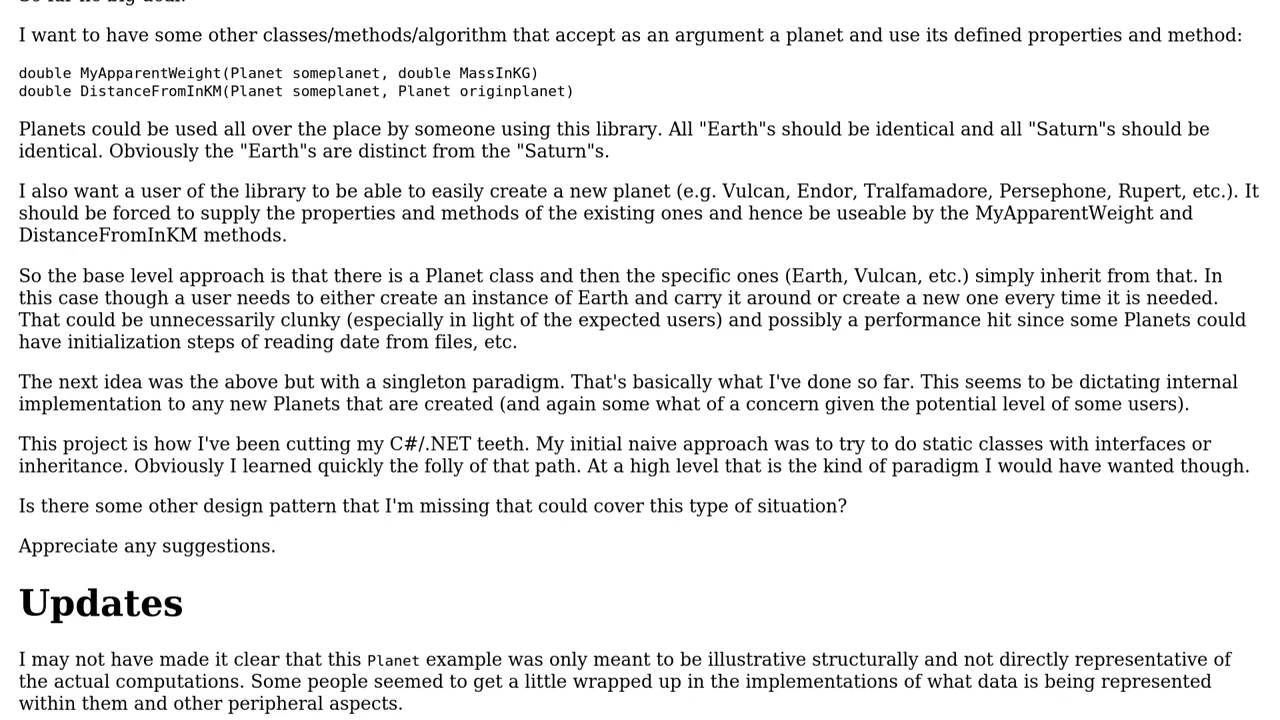 So far no big deal.
I want to have some other classes/methods/algorithm that accept as an argument a planet and use its defined properties and method:
double MyApparentWeight(Planet someplanet, double MassInKG)
double DistanceFromInKM(Planet someplanet, Planet originplanet)
Planets could be used all over the place by someone using this library. All "Earth"s should be identical and all "Saturn"s should be
identical. Obviously the "Earth"s are distinct from the "Saturn"s.
I also want a user of the library to be able to easily create a new planet (e.g. Vulcan, Endor, Tralfamadore, Persephone, Rupert, etc.). It
should be forced to supply the properties and methods of the existing ones and hence be useable by the MyApparentWeight and
DistanceFromInKM methods.
So the base level approach is that there is a Planet class and then the specific ones (Earth, Vulcan, etc.) simply inherit from that. In
this case though a user needs to either create an instance of Earth and carry it around or create a new one every time it is needed.
That could be unnecessarily clunky (especially in light of the expected users) and possibly a performance hit since some Planets could
have initialization steps of reading date from files, etc.
The next idea was the above but with a singleton paradigm. That's basically what I've done so far. This seems to be dictating internal
implementation to any new Planets that are created (and again some what of a concern given the potential level of some users).
This project is how I've been cutting my C#/.NET teeth. My initial naive approach was to try to do static classes with interfaces or
inheritance. Obviously I learned quickly the folly of that path. At a high level that is the kind of paradigm I would have wanted though.
Is there some other design pattern that I'm missing that could cover this type of situation?
Appreciate any suggestions.
Updates
I may not have made it clear that this Planet example was only meant to be illustrative structurally and not directly representative of
the actual computations. Some people seemed to get a little wrapped up in the implementations of what data is being represented
within them and other peripheral aspects.